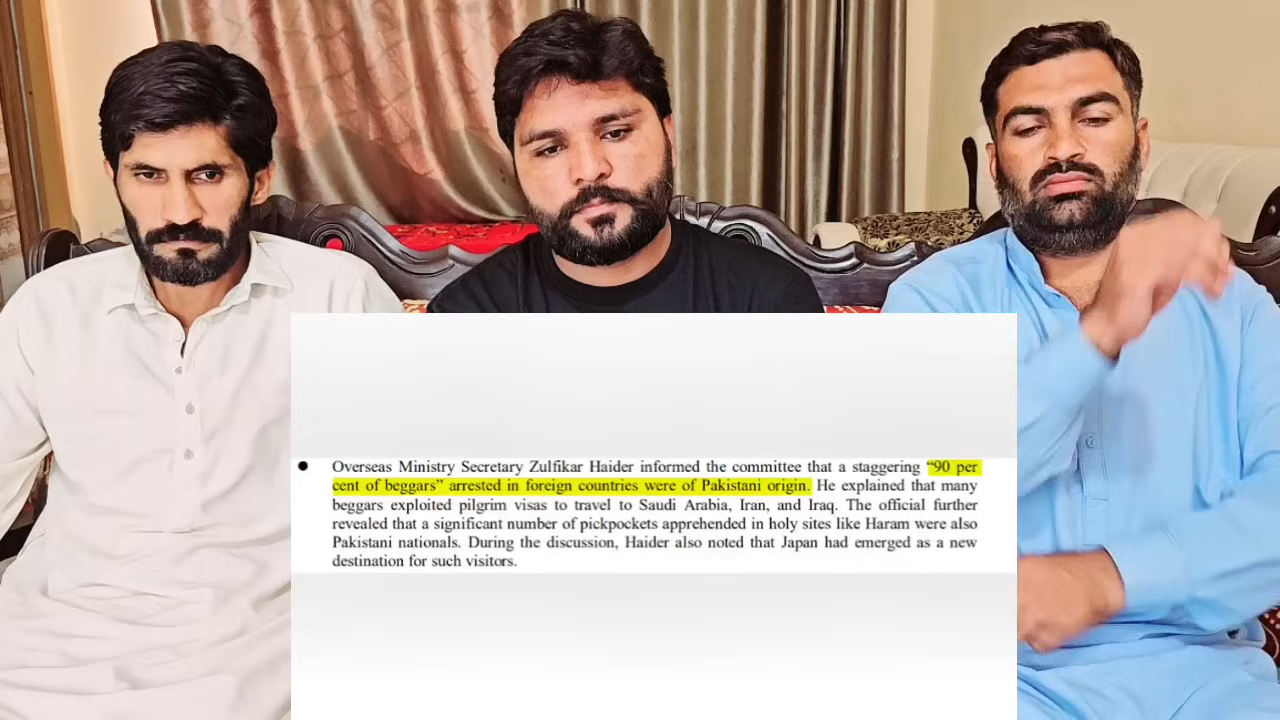 ● Overseas Ministry Secretary Zulfikar Haider informed the committee that a staggering “90 per
cent of beggars” arrested in foreign countries were of Pakistani origin. He explained that many
beggars exploited pilgrim visas to travel to Saudi Arabia, Iran, and Iraq. The official further
revealed that a significant number of pickpockets apprehended in holy sites like Haram were also
Pakistani nationals. During the discussion, Haider also noted that Japan had emerged as a new
destination for such visitors.